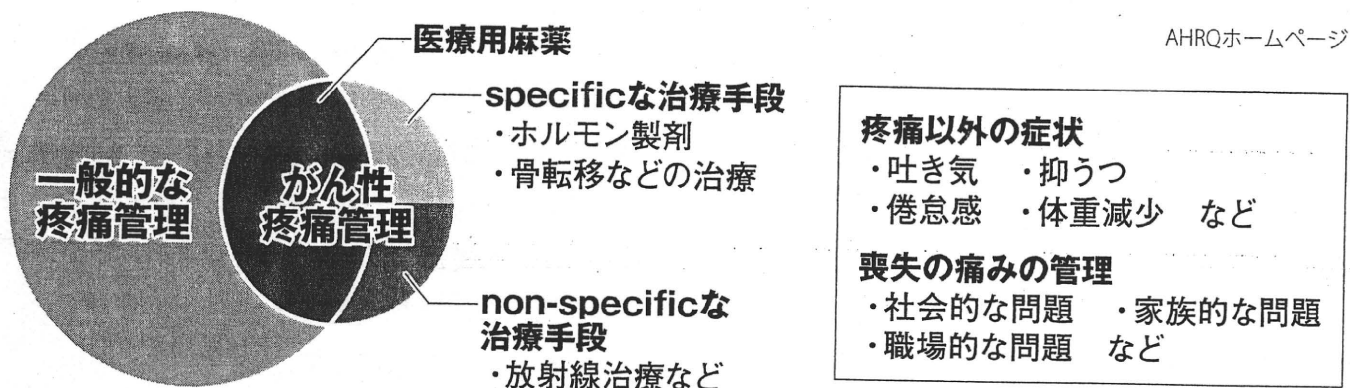 医療用麻薬
AHRQホームページ
specificな治療手段
・ホルモン製剤
・骨転移などの治療
一般的な
疼痛管理
がん性
疼痛管理
non-specificな
治療手段
・放射線治療など
疼痛以外の症状
・吐き気 ・抑うつ
・倦怠感 ・体重減少 など
喪失の痛みの管理
・社会的な問題 ・家族的な問題
・職場的な問題 など